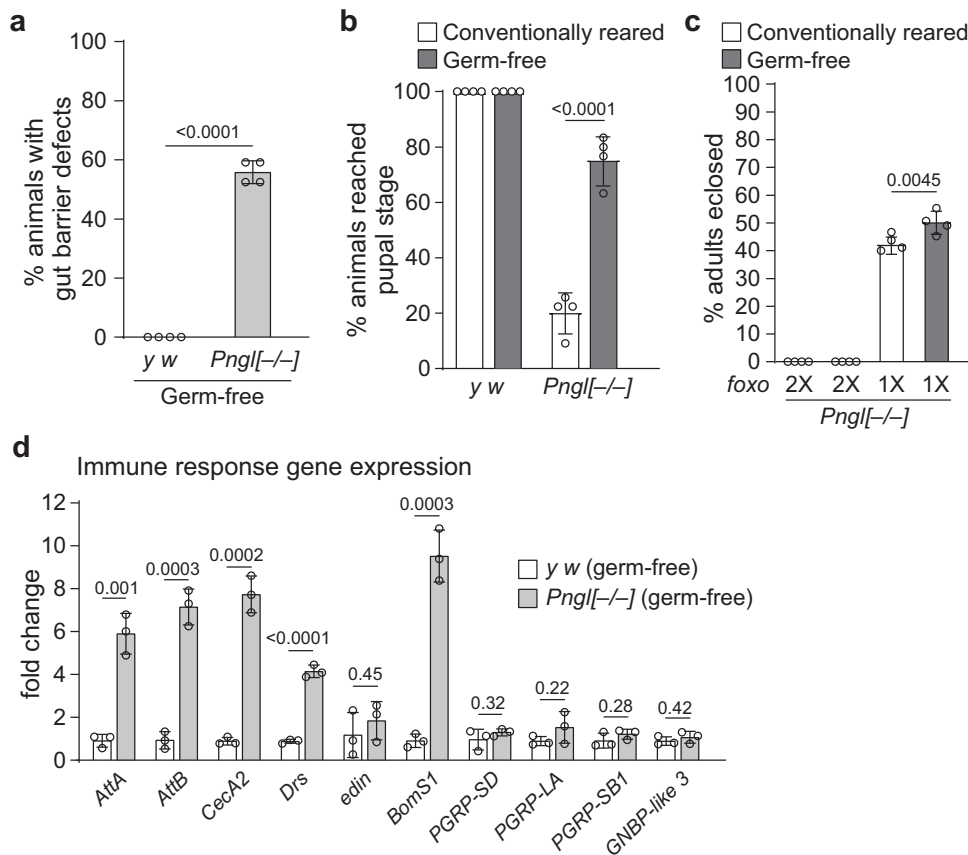 a
100
80
60
40
20
0
% animals with
gut barrier defects
<0.0001
y w
Pngl[–/–]
Germ-free
b
Conventionally reared
Germ-free
100
80
60
40
20
0
% animals reached
pupal stage
<0.0001
y w
Pngl[–/–]
c
Conventionally reared
Germ-free
100
90
80
70
60
50
40
30
20
10
0
% adults eclosed
0.0045
foxo 2X 2X 1X 1X
Pngl[–/–]
d
Immune response gene expression
12
10
8
6
4
2
0
fold change
0.001
0.0003
0.0002
<0.0001
0.45
0.0003
0.32
0.22
0.28
0.42
y w (germ-free)
Pngl[–/–] (germ-free)
AttA
AttB
CecA2
Drs
edin
BomS1
PGRP-SD
PGRP-LA
PGRP-SB1
GNBP-like 3